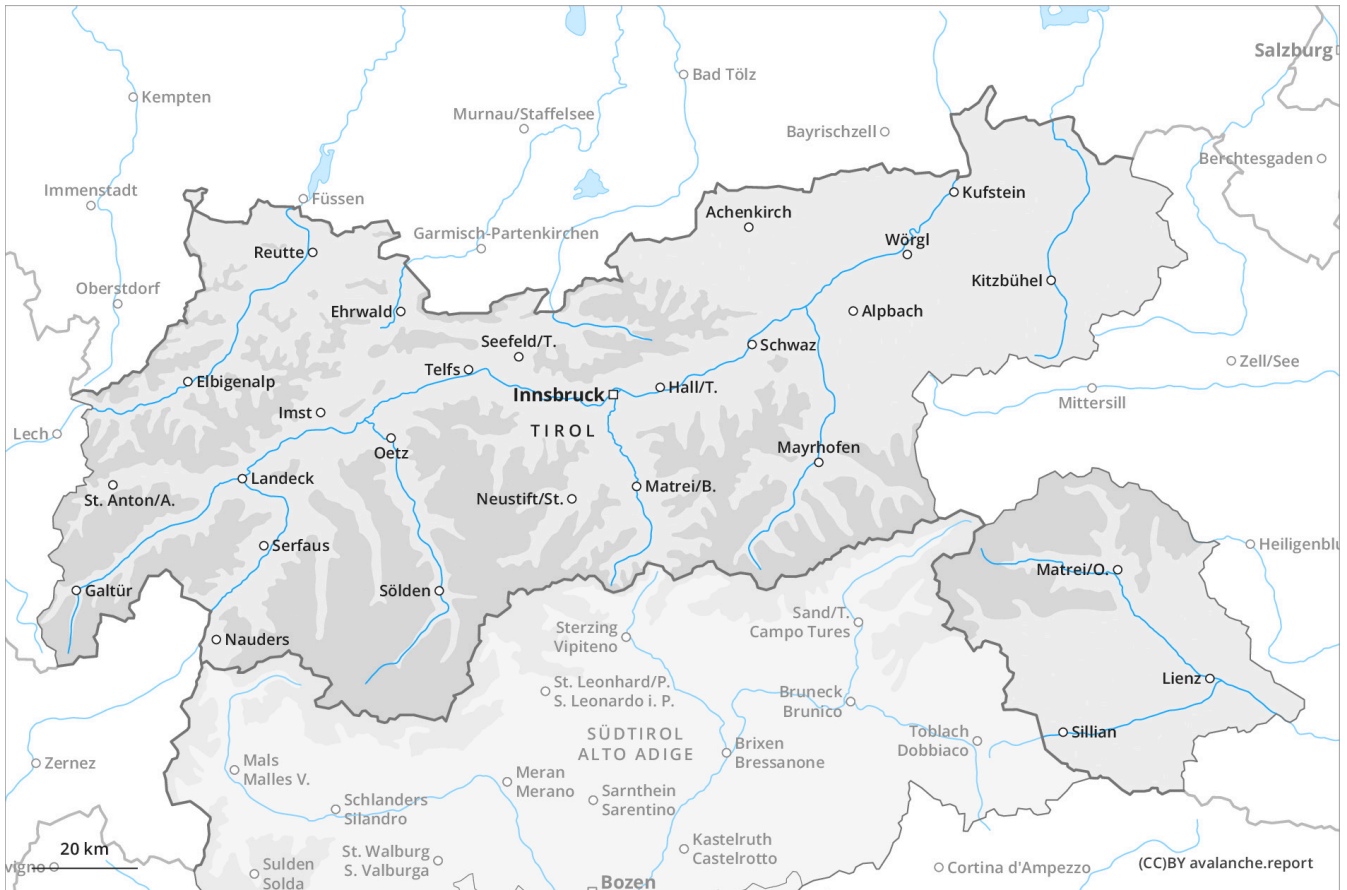 Salzburg
Bad Tölz
Kempten
Murnau/Staffelsee
Bayrischzell
Berchtesgaden
Immenstadt
Füssen
Kufstein
Achenkirch
Garmisch-Partenkirchen
Wörgl
Reutte
Kitzbühel
Oberstdorf
Ehrwald
Alpbach
Seefeld/T.
Schwaz
Zell/See
Telfs
Elbigenalp
Hall/T.
Innsbruck
Mittersill
Imst
TIROL
Lech
Oetz
Mayrhofen
Landeck
Matrei/B.
St. Anton/A.
Neustift/St.
Serfaus
Heiligenblu
Matrei/O.
Galtür
Sölden
Sand/T.
Campo Tures
Sterzing
Vipiteno
Nauders
Lienz
St. Leonhard/P.
S. Leonardo i. P.
Bruneck
Brunico
SÜDTIROL
ALTO ADIGE
Toblach
Dobbiaco
Sillian
Brixen
Bressanone
Zernez
Mals
Malles V.
Meran
Merano
Sarnthein
Sarentino
Schlanders
Silandro
Kastelruth
Castelrotto
20 km
St. Walburg
S. Valburga
vigno
Sulden
Solda
Cortina d'Ampezzo
(CC)BY avalanche.report
Bozen